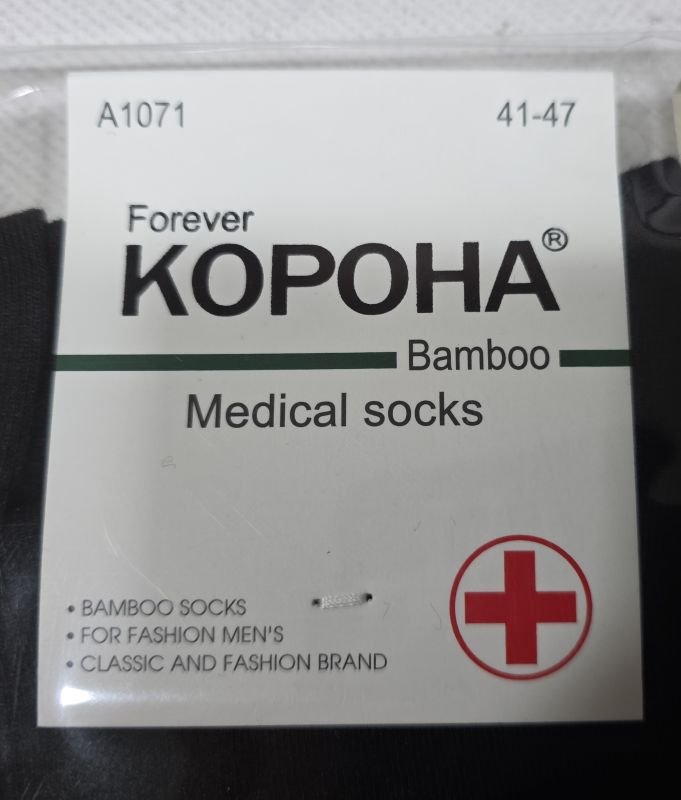 A1071 41-47
Forever
КОРОНА®
Bamboo
Medical socks
• BAMBOO SOCKS
• FOR FASHION MEN'S
• CLASSIC AND FASHION BRAND